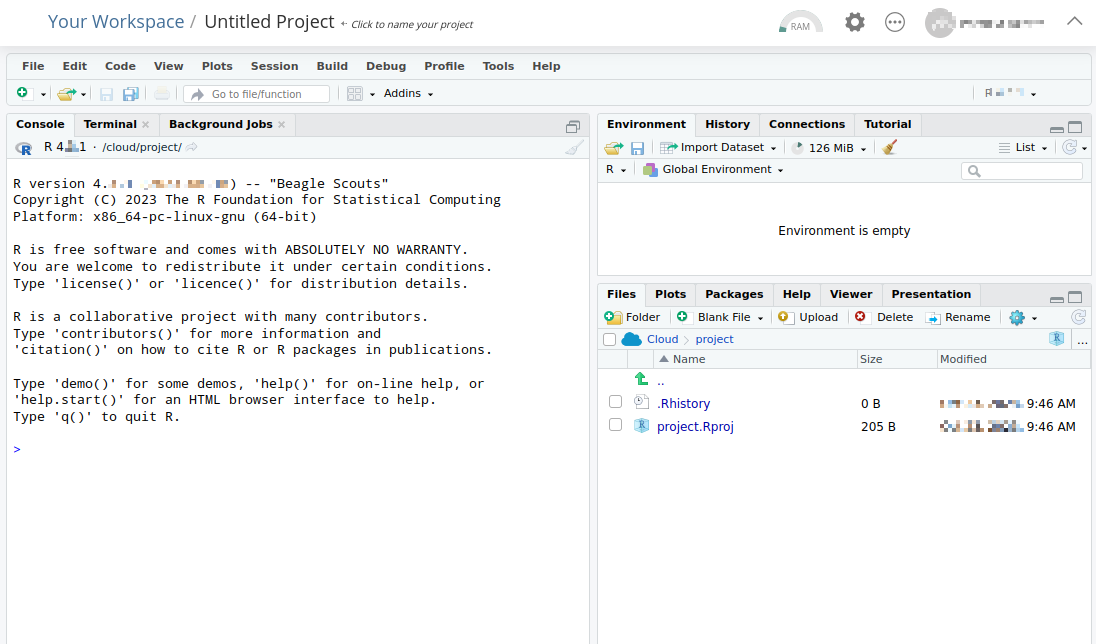 Your Workspace / Untitled Project ← Click to name your project
RAM
File Edit Code View Plots Session Build Debug Profile Tools Help
Go to file/function Addins
Console Terminal Background Jobs
R 4. 1 · /cloud/project/
R version 4. ) -- "Beagle Scouts"
Copyright (C) 2023 The R Foundation for Statistical Computing
Platform: x86_64-pc-linux-gnu (64-bit)
R is free software and comes with ABSOLUTELY NO WARRANTY.
You are welcome to redistribute it under certain conditions.
Type 'license()' or 'licence()' for distribution details.
R is a collaborative project with many contributors.
Type 'contributors()' for more information and
'citation()' on how to cite R or R packages in publications.
Type 'demo()' for some demos, 'help()' for on-line help, or
'help.start()' for an HTML browser interface to help.
Type 'q()' to quit R.
>
Environment History Connections Tutorial
Import Dataset 126 MiB List
R Global Environment
Environment is empty
Files Plots Packages Help Viewer Presentation
Folder Blank File Upload Delete Rename
Cloud project R ...
Name Size Modified
..
.Rhistory 0 B 9:46 AM
project.Rproj 205 B 9:46 AM